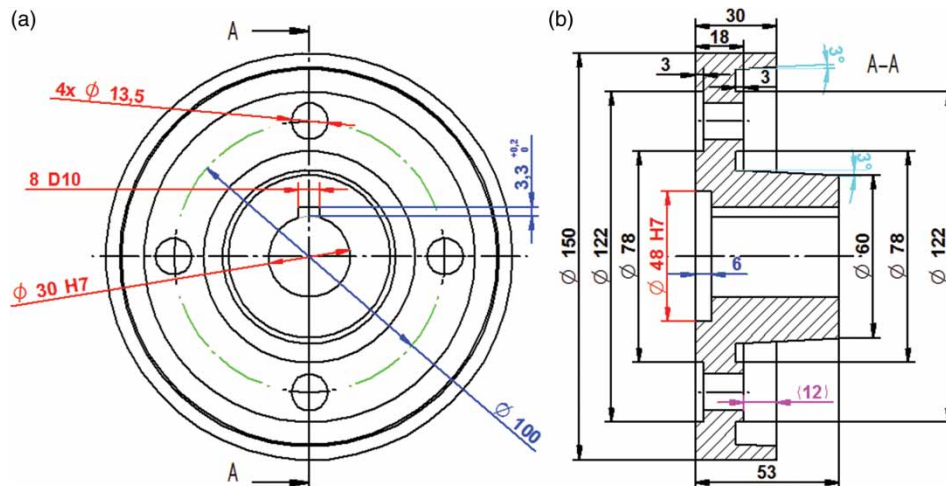 (a)
A
4x Ø 13,5
8 D10
3,3 +0,2 0
Ø 30 H7
Ø 100
A
(b)
30
18
3
3
3°
A-A
3°
Ø 150
Ø 122
Ø 78
Ø 48 H7
6
Ø 60
Ø 78
Ø 122
(12)
53